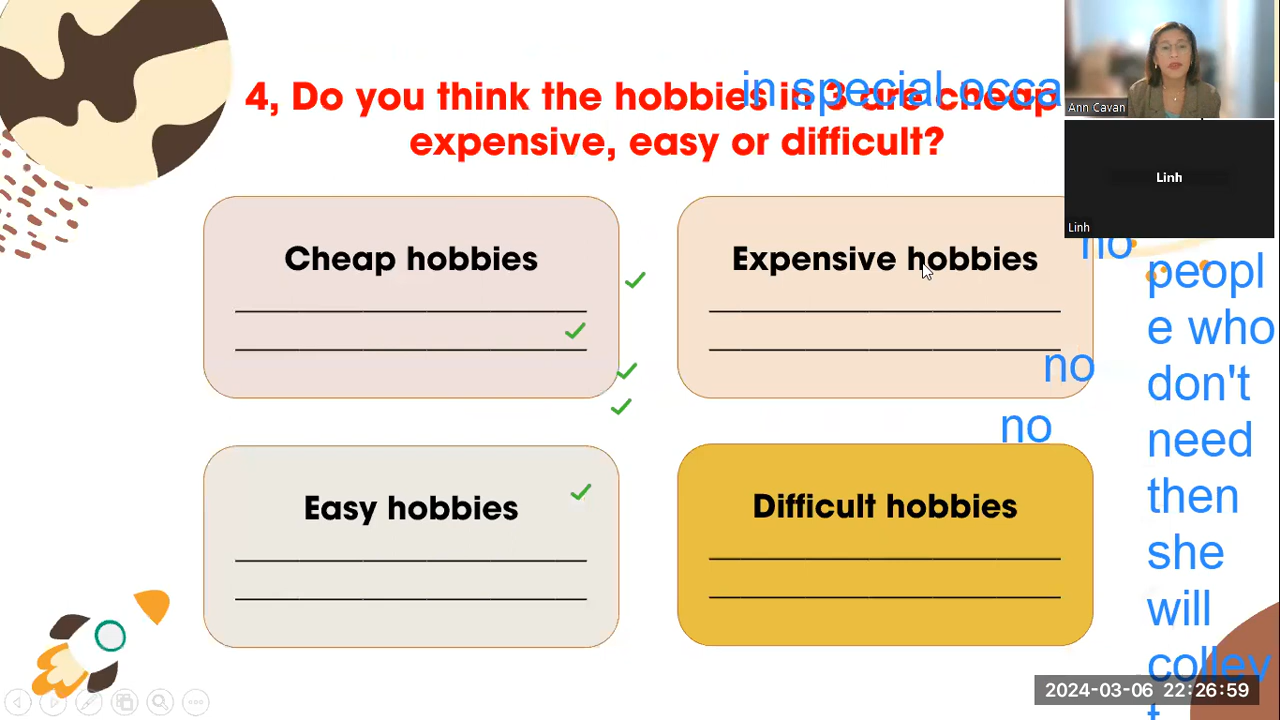 in special occa
4, Do you think the hobbies in 3 are cheap
expensive, easy or difficult?
Ann Cavan
Linh
Linh
Cheap hobbies
Expensive hobbies
no
no
no
peopl
e who
don't
need
then
she
will
collev
t
Easy hobbies
Difficult hobbies
2024-03-06 22:26:59